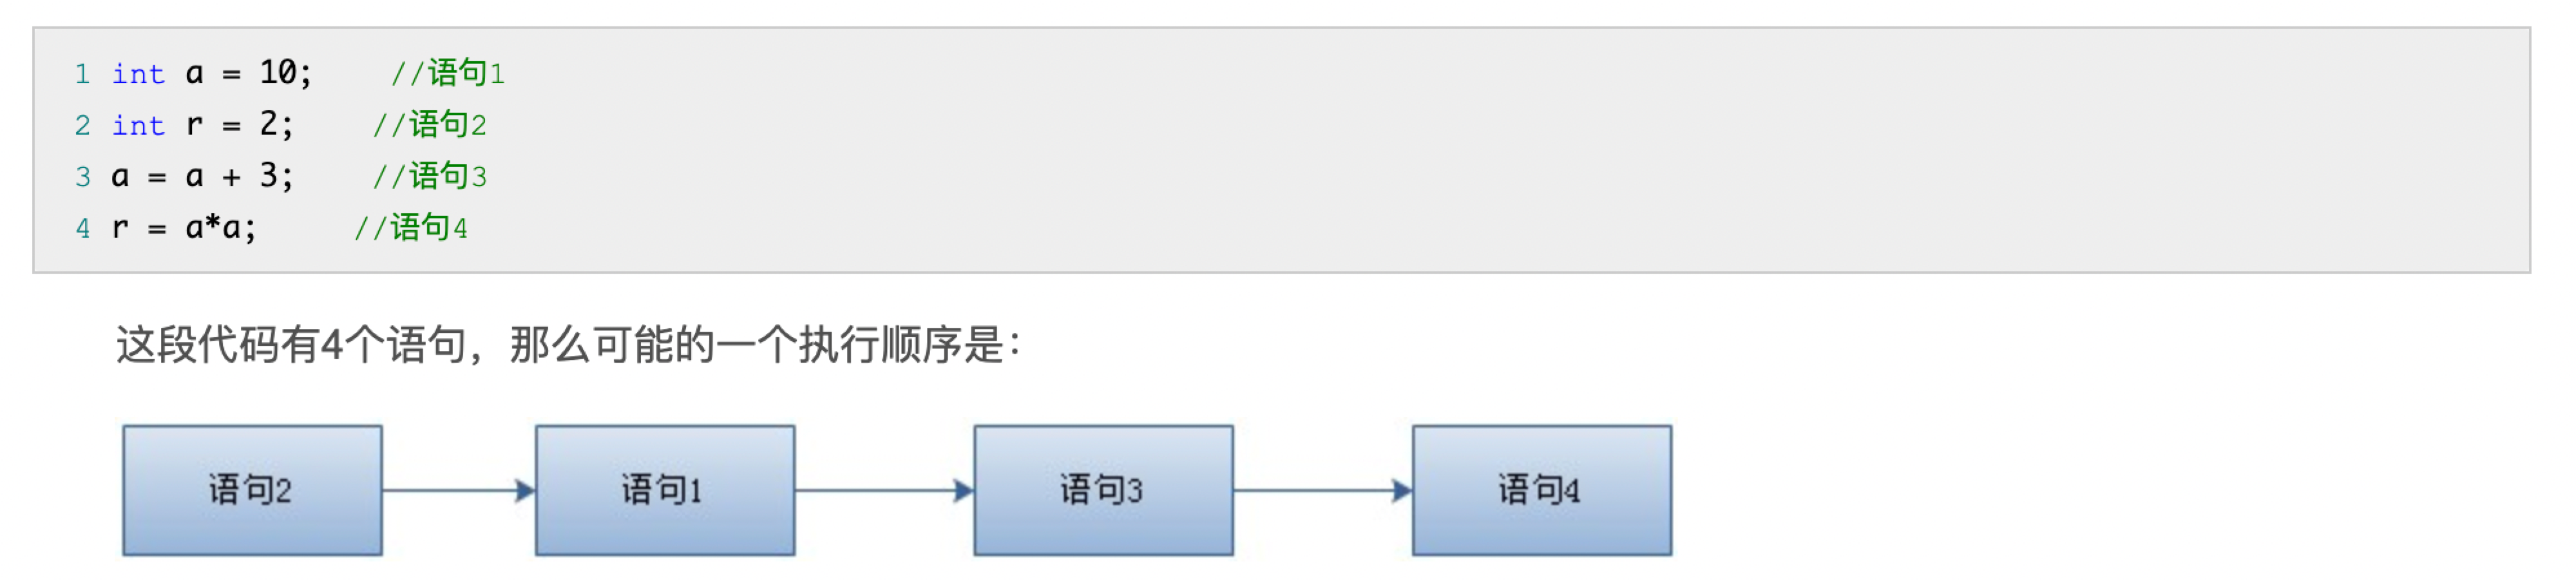 1 int a = 10;    //语句1
2 int r = 2;    //语句2
3 a = a + 3;    //语句3
4 r = a*a;     //语句4
这段代码有4个语句，那么可能的一个执行顺序是：
语句2 语句1 语句3 语句4